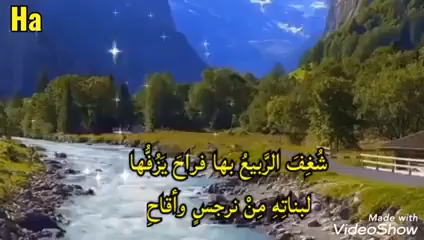 Ha
شُغِفَ الرَّبيعُ بها فراحَ يَزُفُّها
لبناتِهِ مِنْ نرجسٍ وأقاحِ
Made with
VideoShow